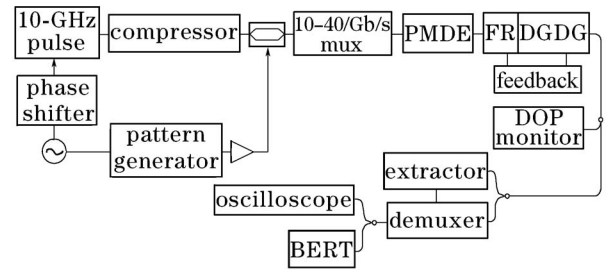 10-GHz
pulse
compressor
10–40/Gb/s
mux
PMDE
FR
DGDG
feedback
phase
shifter
DOP
monitor
pattern
generator
~
extractor
oscilloscope
demuxer
BERT